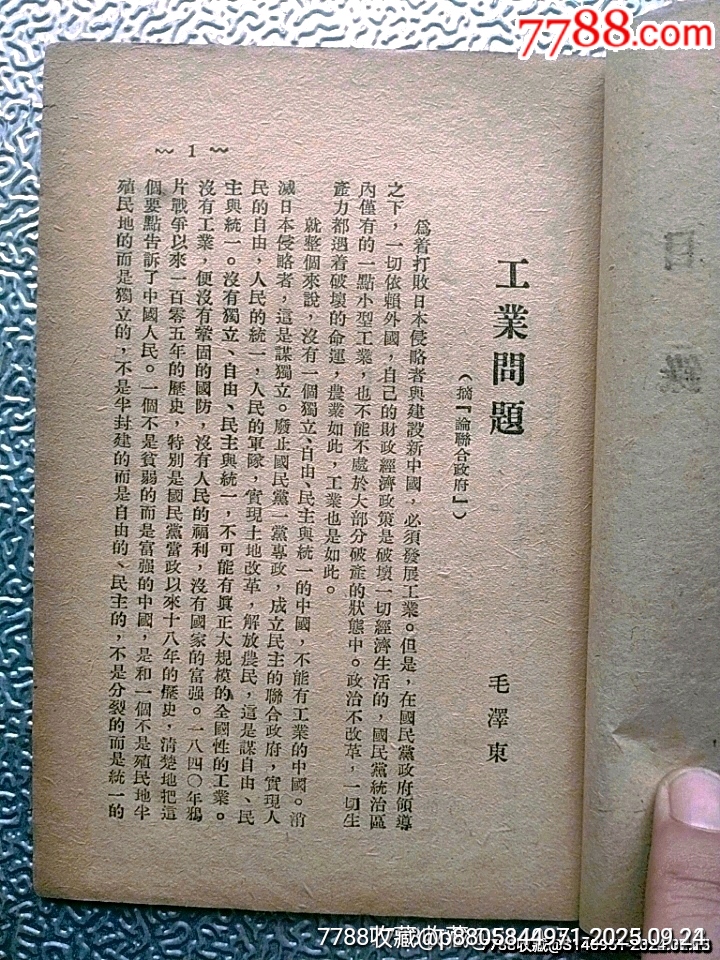 7788.com
目錄
工業問題
（摘『論聯合政府』）
毛澤東
爲着打敗日本侵略者與建設新中國，必須發展工業。但是，在國民黨政府領導
之下，一切依賴外國，自己的財政經濟政策是破壞一切經濟生活的，國民黨統治區
內僅有的一點小型工業，也不能不處於大部分破產的狀態中。政治不改革，一切生
產力都遇着破壞的命運，農業如此，工業也是如此。
就整個來說，沒有一個獨立、自由、民主與統一的中國，不能有工業的中國。消
滅日本侵略者，這是謀獨立。廢止國民黨一黨專政，成立民主的聯合政府，實現人
民的自由，人民的統一，人民的軍隊，實現土地改革，解放農民，這是謀自由、民
主與統一。沒有獨立、自由、民主與統一，不可能有眞正大規模的全國性的工業。
沒有工業，便沒有鞏固的國防，沒有人民的福利，沒有國家的富强。一八四〇年鴉
片戰爭以來一百零五年的歷史，特別是國民黨當政以來十八年的歷史，淸楚地把這
個要點告訴了中國人民。一個不是貧弱的而是富强的中國，是和一個不是殖民地半
殖民地的而是獨立的，不是半封建的而是自由的、民主的，不是分裂的而是統一的
1